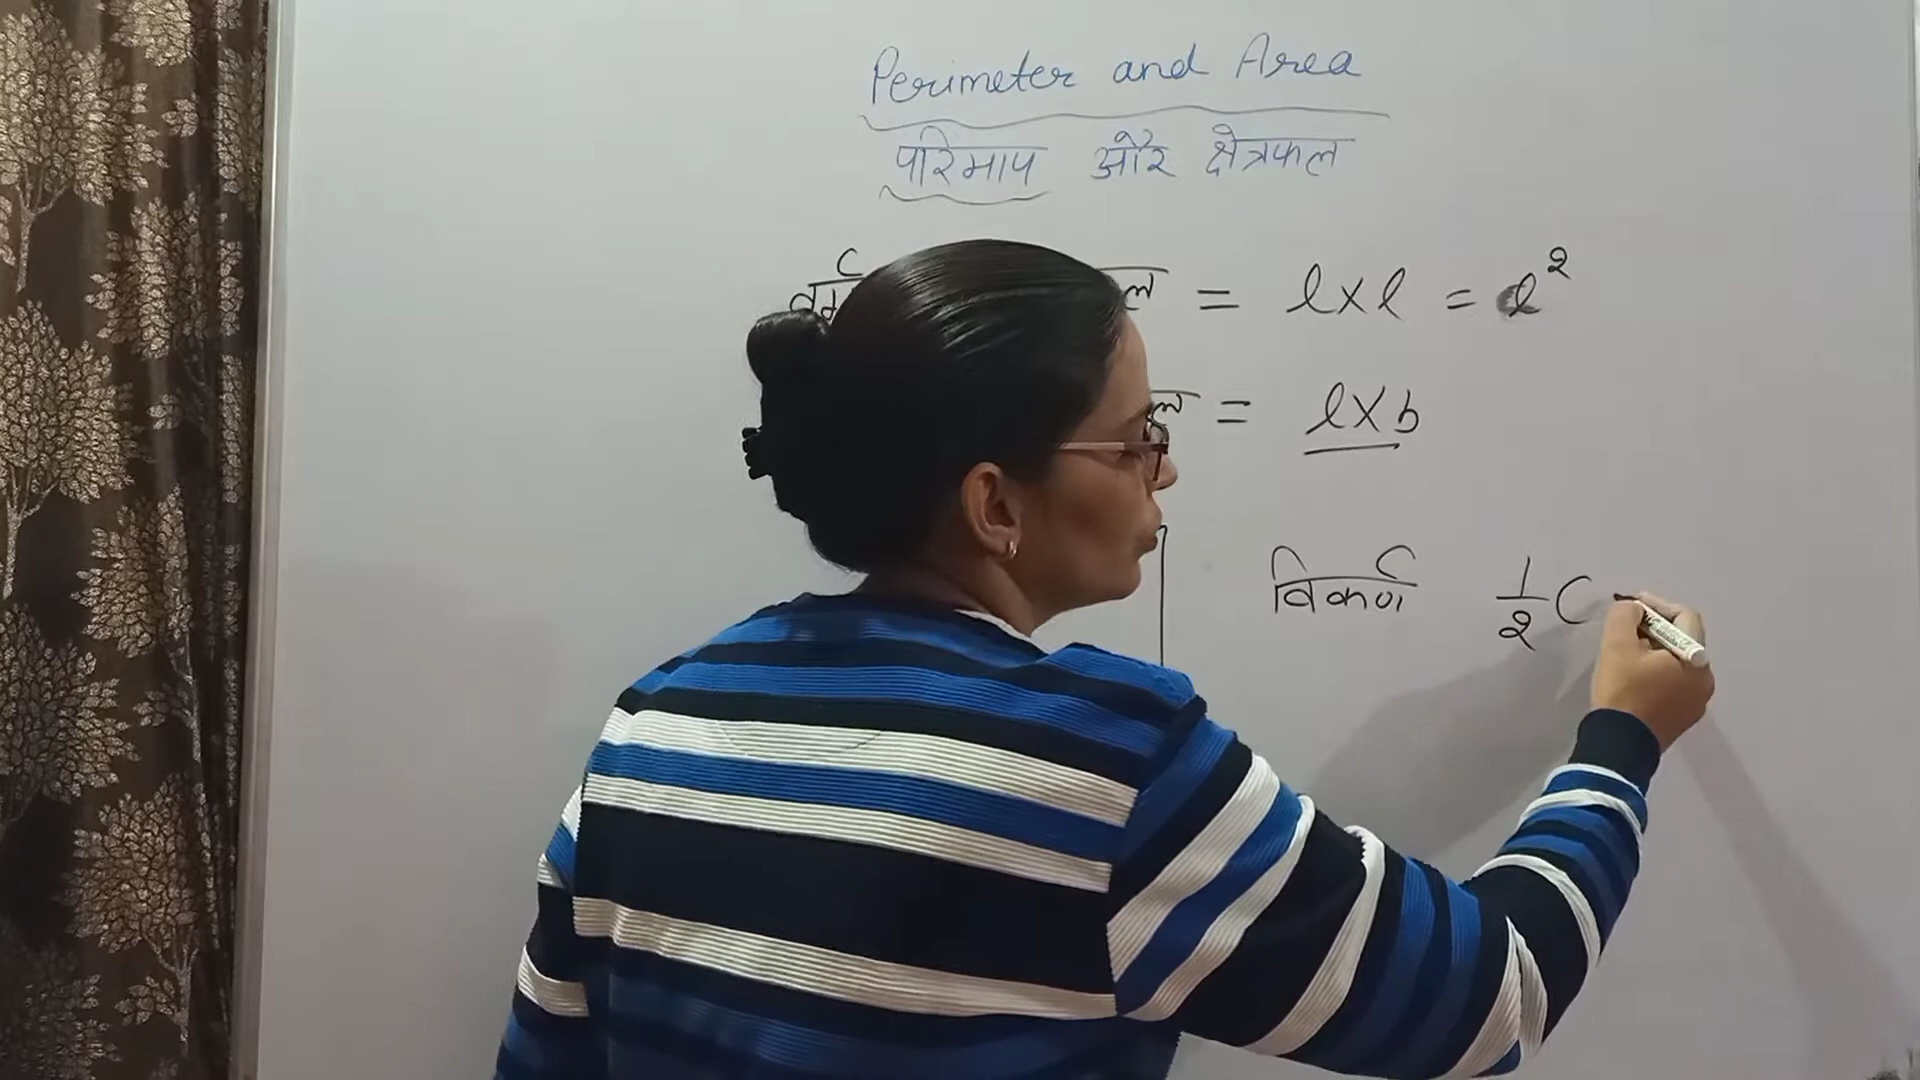 Perimeter and Area
परिमाप और क्षेत्रफल
= l×l = l²
= l×b
विकर्ण 1/2 (